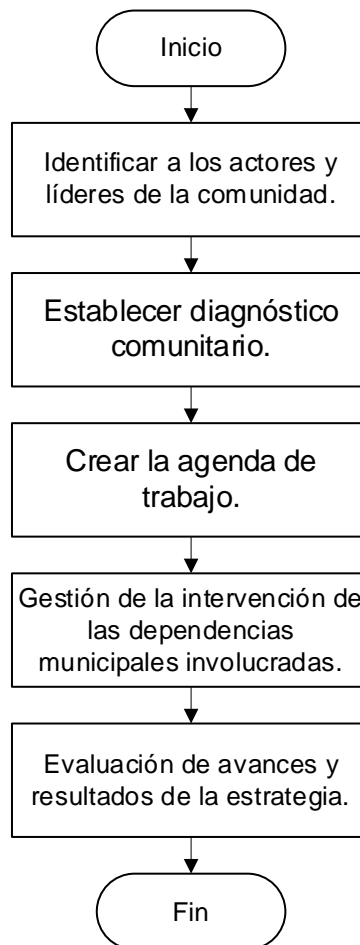 Inicio
Identificar a los actores y
líderes de la comunidad.
Establecer diagnóstico
comunitario.
Crear la agenda de
trabajo.
Gestión de la intervención de
las dependencias
municipales involucradas.
Evaluación de avances y
resultados de la estrategia.
Fin